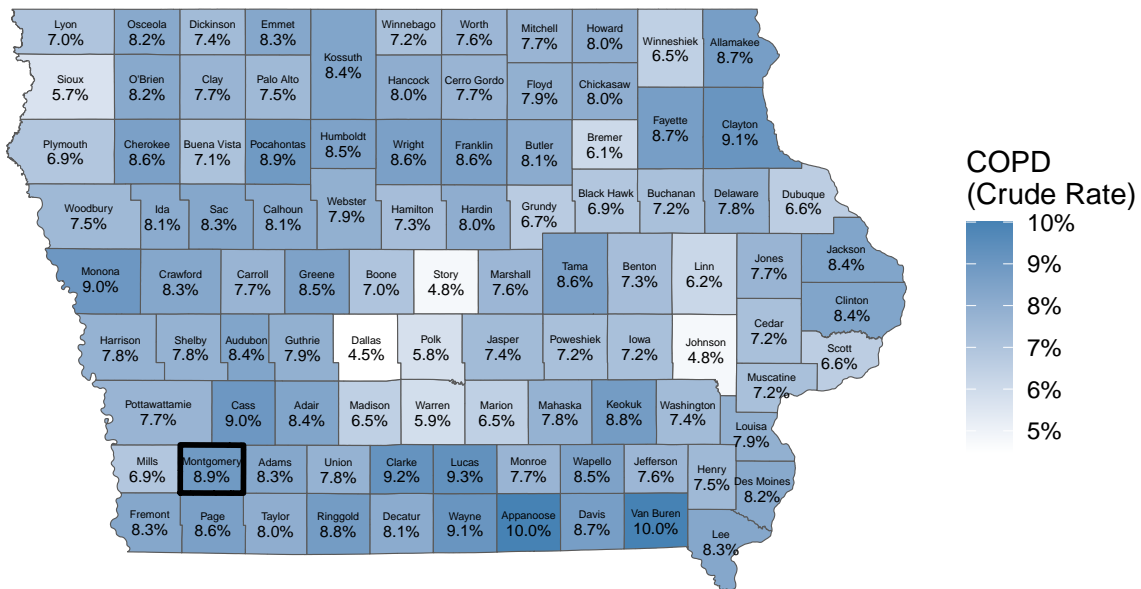 Lyon
7.0%
Osceola
8.2%
Dickinson
7.4%
Emmet
8.3%
Kossuth
8.4%
Winnebago
7.2%
Worth
7.6%
Mitchell
7.7%
Howard
8.0%
Winneshiek
6.5%
Allamakee
8.7%
Sioux
5.7%
O'Brien
8.2%
Clay
7.7%
Palo Alto
7.5%
Hancock
8.0%
Cerro Gordo
7.7%
Floyd
7.9%
Chickasaw
8.0%
Fayette
8.7%
Clayton
9.1%
Plymouth
6.9%
Cherokee
8.6%
Buena Vista
7.1%
Pocahontas
8.9%
Humboldt
8.5%
Wright
8.6%
Franklin
8.6%
Butler
8.1%
Bremer
6.1%
Woodbury
7.5%
Ida
8.1%
Sac
8.3%
Calhoun
8.1%
Webster
7.9%
Hamilton
7.3%
Hardin
8.0%
Grundy
6.7%
Black Hawk
6.9%
Buchanan
7.2%
Delaware
7.8%
Dubuque
6.6%
Monona
9.0%
Crawford
8.3%
Carroll
7.7%
Greene
8.5%
Boone
7.0%
Story
4.8%
Marshall
7.6%
Tama
8.6%
Benton
7.3%
Linn
6.2%
Jones
7.7%
Jackson
8.4%
Clinton
8.4%
Harrison
7.8%
Shelby
7.8%
Audubon
8.4%
Guthrie
7.9%
Dallas
4.5%
Polk
5.8%
Jasper
7.4%
Poweshiek
7.2%
Iowa
7.2%
Johnson
4.8%
Cedar
7.2%
Scott
6.6%
Muscatine
7.2%
Pottawattamie
7.7%
Cass
9.0%
Adair
8.4%
Madison
6.5%
Warren
5.9%
Marion
6.5%
Mahaska
7.8%
Keokuk
8.8%
Washington
7.4%
Louisa
7.9%
Mills
6.9%
Montgomery
8.9%
Adams
8.3%
Union
7.8%
Clarke
9.2%
Lucas
9.3%
Monroe
7.7%
Wapello
8.5%
Jefferson
7.6%
Henry
7.5%
Des Moines
8.2%
Fremont
8.3%
Page
8.6%
Taylor
8.0%
Ringgold
8.8%
Decatur
8.1%
Wayne
9.1%
Appanoose
10.0%
Davis
8.7%
Van Buren
10.0%
Lee
8.3%
COPD
(Crude Rate)
10%
9%
8%
7%
6%
5%